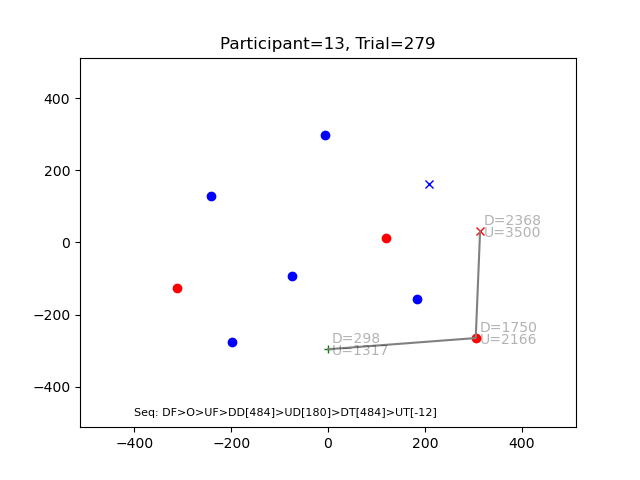 Participant=13, Trial=279
400
200
0
−200
−400
D=2368
U=3500
D=1750
U=2166
D=298
U=1317
Seq: DF>O>UF>DD[484]>UD[180]>DT[484]>UT[-12]
−400 −200 0 200 400